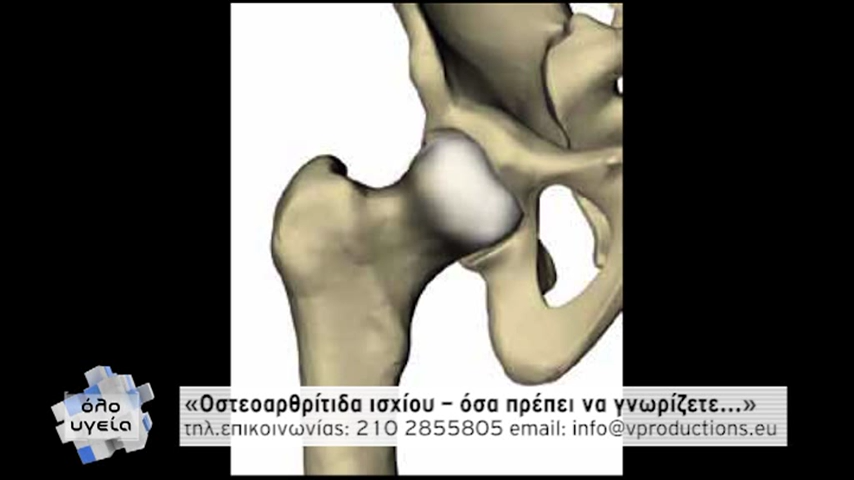 «Οστεοαρθρίτιδα ισχίου – όσα πρέπει να γνωρίζετε...»
τηλ.επικοινωνίας: 210 2855805 email: info@vproductions.eu
όλο
υγεία